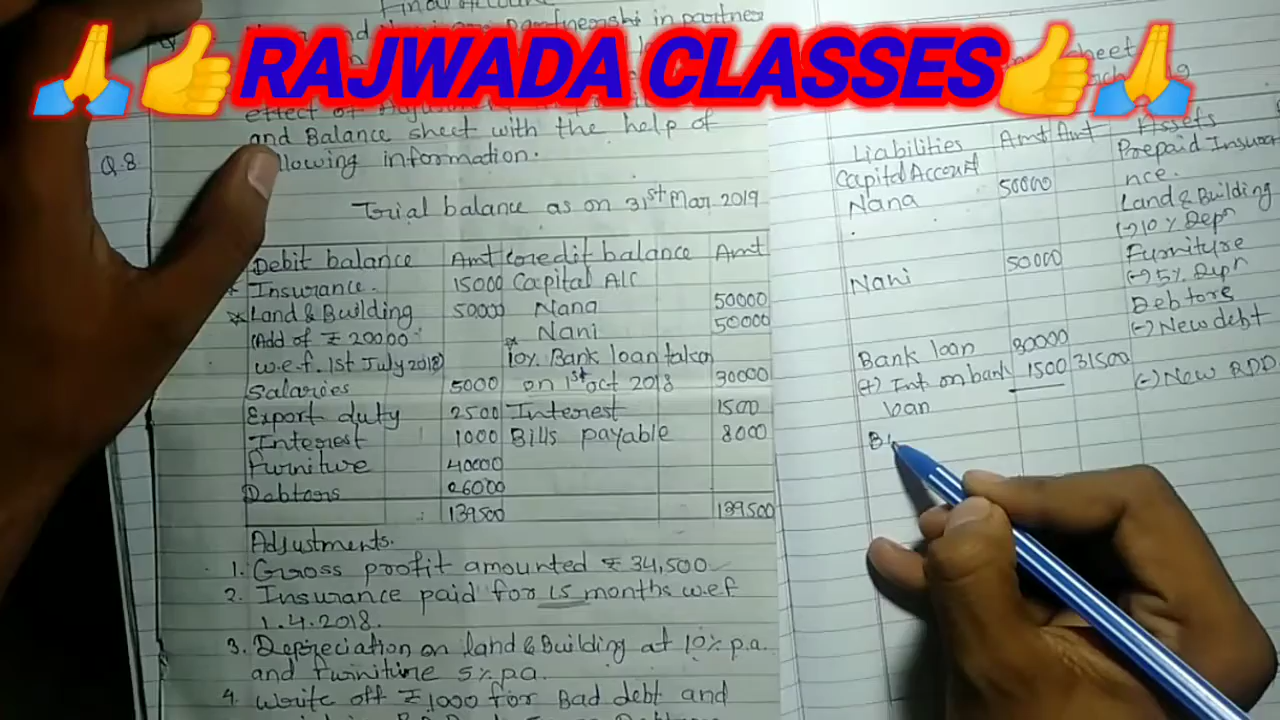 Final Account
partnership in partner
🙏👍RAJWADA CLASSES👍🙏
sheet
effect of
and Balance sheet with the help of
Q.8 following information.
Trial balance as on 31st Mar. 2019
Debit balance Amt Credit balance Amt
* Insurance. 15000 Capital A/C
* Land & Building 50000 Nana 50000
(Add of ₹ 20000 Nani 50000
w.e.f. 1st July 2018) * 10% Bank loan taken
Salaries 5000 on 1st oct 2018 30000
Export duty 2500 Interest 1500
Interest 1000 Bills payable 8000
Furniture 40000
Debtors 26000
139500 139500
Adjustments.
1. Gross profit amounted ₹ 34,500
2. Insurance paid for 15 months w.e.f
1.4.2018.
3. Depreciation on land & Building at 10% p.a.
and furniture 5% p.a.
4. Write off ₹ 1000 for Bad debt and
Liabilities Amt Amt Assets
Capital Account Prepaid Insura
Nana 50000 nce.
Land & Building
(-) 10% Depn
Nani 50000 Furniture
(-) 5% Depn
Debtors
Bank loan 30000 (-) New debt
(+) Int on bank 1500 31500 (-) New RDD
loan